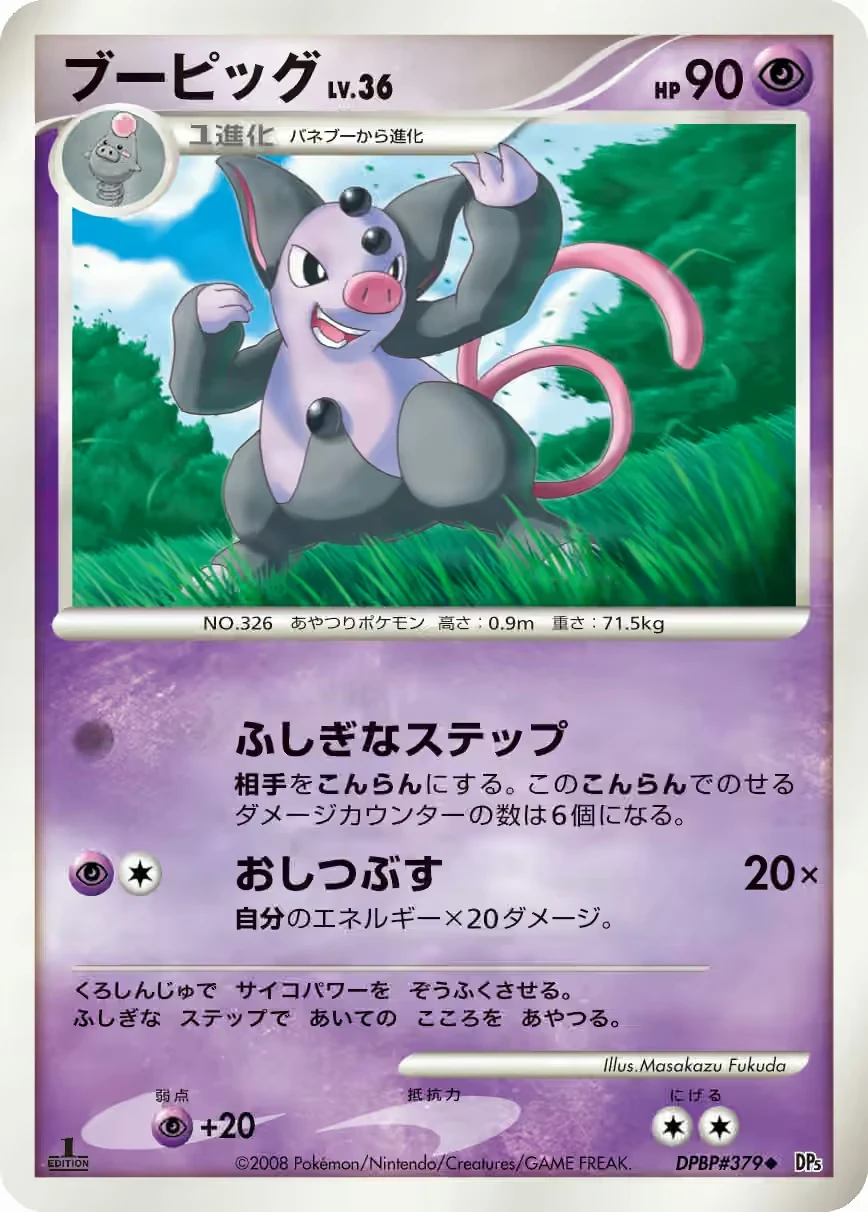 ブーピッグ LV.36 HP 90
1進化 バネブーから進化
NO.326 あやつりポケモン 高さ:0.9m 重さ:71.5kg
ふしぎなステップ
相手をこんらんにする。このこんらんでのせる
ダメージカウンターの数は6個になる。
おしつぶす 20×
自分のエネルギー×20ダメージ。
くろしんじゅで サイコパワーを ぞうふくさせる。
ふしぎな ステップで あいての こころを あやつる。
Illus.Masakazu Fukuda
弱点 抵抗力 にげる
+20
1 EDITION ©2008 Pokémon/Nintendo/Creatures/GAME FREAK. DPBP#379◆ DP5